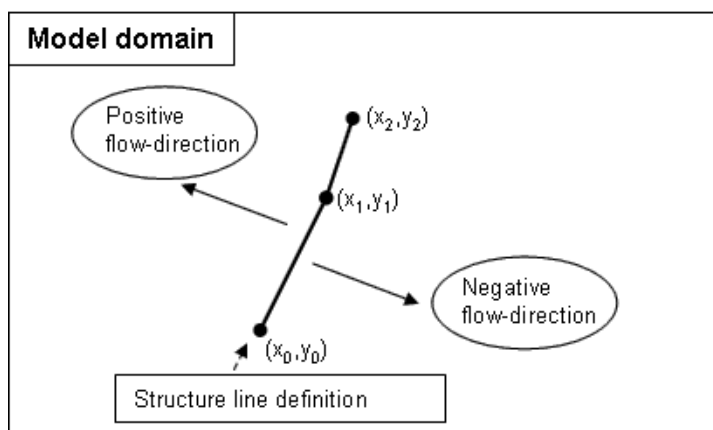 Model domain
Positive
flow-direction
(x₂,y₂)
(x₁,y₁)
Negative
flow-direction
(x₀,y₀)
Structure line definition